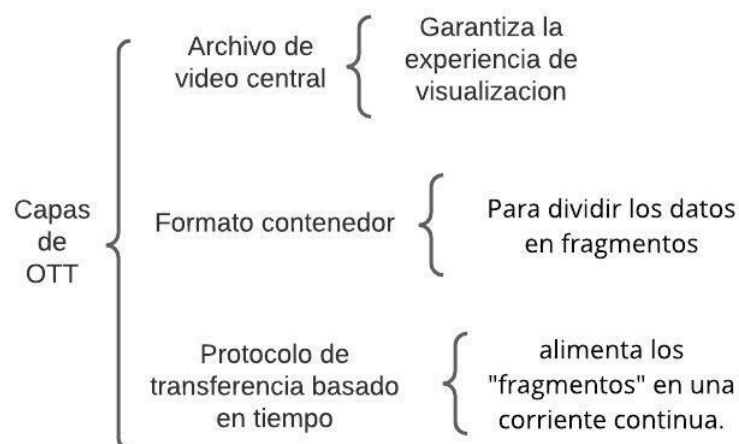 Capas
de
OTT
Archivo de
video central
Garantiza la
experiencia de
visualizacion
Formato contenedor
Para dividir los datos
en fragmentos
Protocolo de
transferencia basado
en tiempo
alimenta los
"fragmentos" en una
corriente continua.